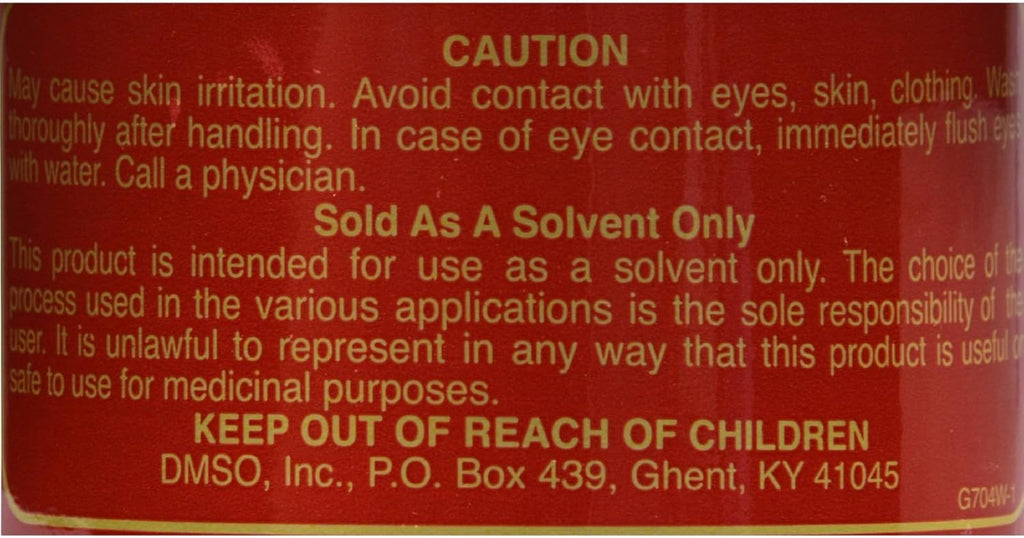 CAUTION
May cause skin irritation. Avoid contact with eyes, skin, clothing. Wash
thoroughly after handling. In case of eye contact, immediately flush eyes
with water. Call a physician.
Sold As A Solvent Only
This product is intended for use as a solvent only. The choice of the
process used in the various applications is the sole responsibility of the
user. It is unlawful to represent in any way that this product is useful or
safe to use for medicinal purposes.
KEEP OUT OF REACH OF CHILDREN
DMSO, Inc., P.O. Box 439, Ghent, KY 41045
G704W-1